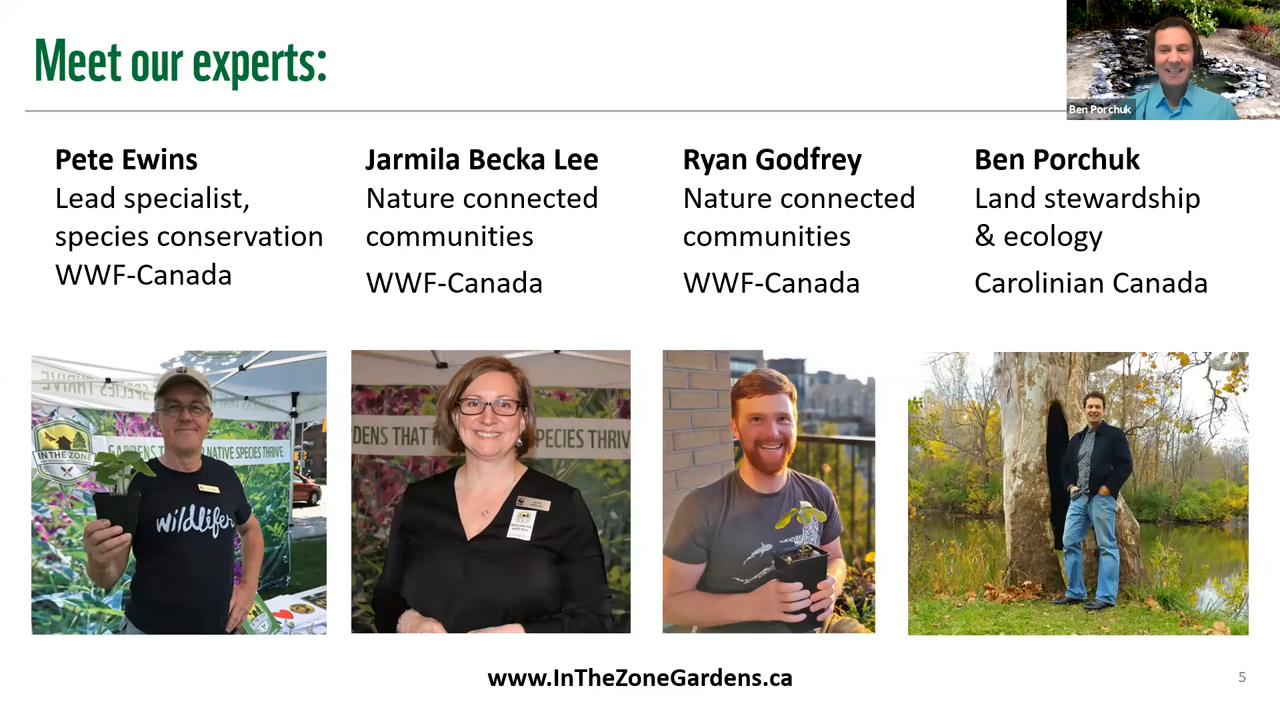 Meet our experts:
Ben Porchuk
Pete Ewins
Lead specialist,
species conservation
WWF-Canada
Jarmila Becka Lee
Nature connected
communities
WWF-Canada
Ryan Godfrey
Nature connected
communities
WWF-Canada
Ben Porchuk
Land stewardship
& ecology
Carolinian Canada
SPECIES THRIVE
IN THE ZONE
NATIVE SPECIES THRIVE
wildlifer
DENS THAT
SPECIES THRIV
www.InTheZoneGardens.ca
5